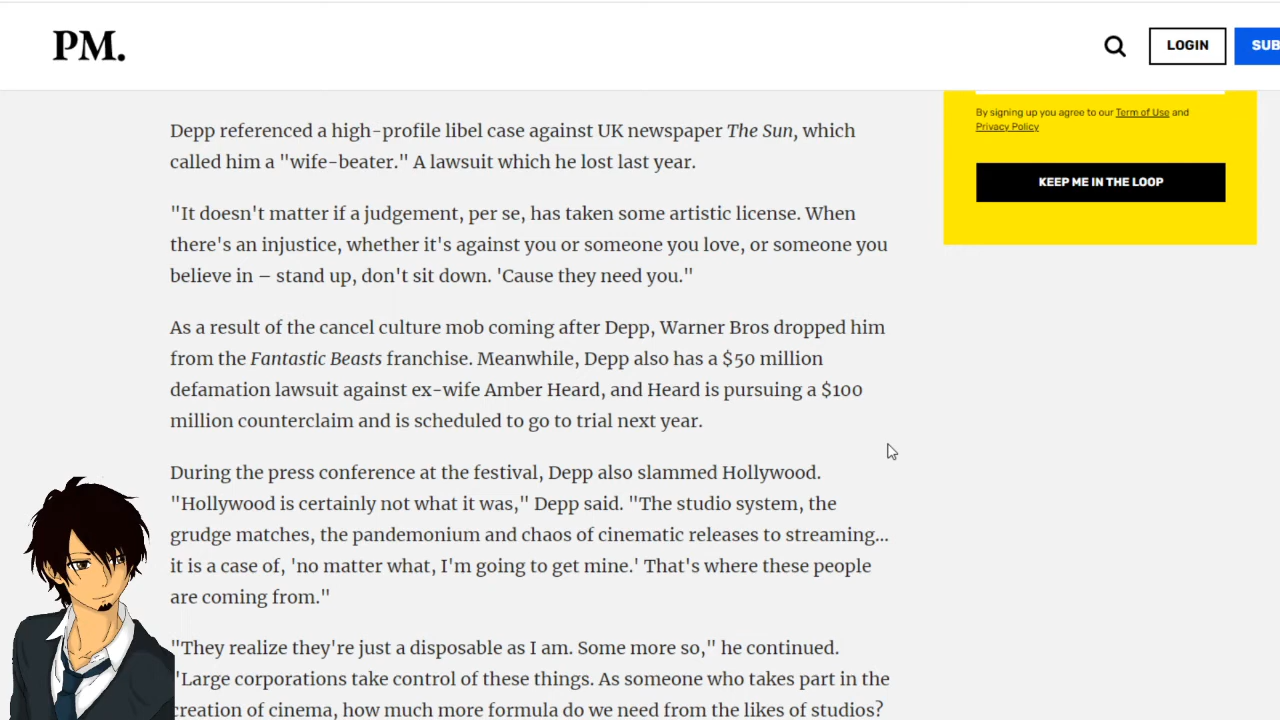 PM.
LOGIN
SUB
By signing up you agree to our Term of Use and
Privacy Policy
KEEP ME IN THE LOOP
Depp referenced a high-profile libel case against UK newspaper The Sun, which
called him a "wife-beater." A lawsuit which he lost last year.
"It doesn't matter if a judgement, per se, has taken some artistic license. When
there's an injustice, whether it's against you or someone you love, or someone you
believe in – stand up, don't sit down. 'Cause they need you."
As a result of the cancel culture mob coming after Depp, Warner Bros dropped him
from the Fantastic Beasts franchise. Meanwhile, Depp also has a $50 million
defamation lawsuit against ex-wife Amber Heard, and Heard is pursuing a $100
million counterclaim and is scheduled to go to trial next year.
During the press conference at the festival, Depp also slammed Hollywood.
"Hollywood is certainly not what it was," Depp said. "The studio system, the
grudge matches, the pandemonium and chaos of cinematic releases to streaming...
it is a case of, 'no matter what, I'm going to get mine.' That's where these people
are coming from."
"They realize they're just a disposable as I am. Some more so," he continued.
"Large corporations take control of these things. As someone who takes part in the
creation of cinema, how much more formula do we need from the likes of studios?